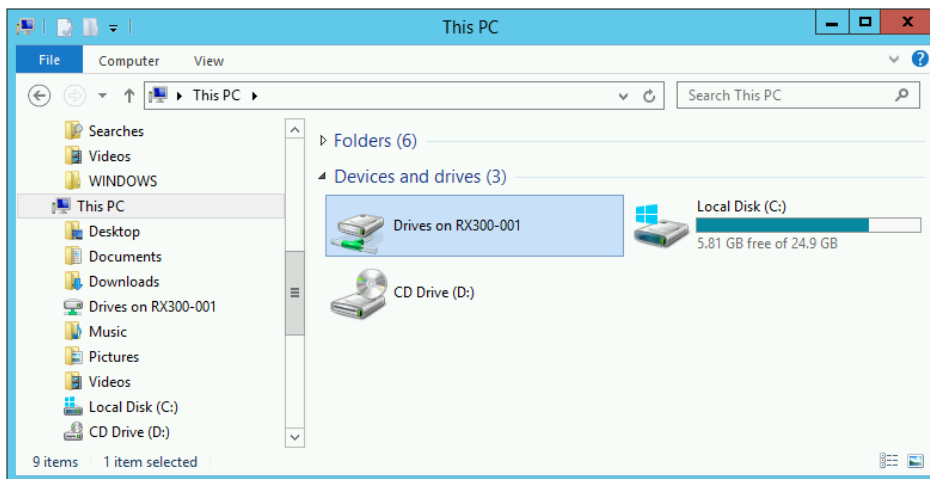 This PC
File Computer View
This PC
Search This PC
Searches
Videos
WINDOWS
This PC
Desktop
Documents
Downloads
Drives on RX300-001
Music
Pictures
Videos
Local Disk (C:)
CD Drive (D:)
Folders (6)
Devices and drives (3)
Drives on RX300-001
Local Disk (C:)
5.81 GB free of 24.9 GB
CD Drive (D:)
9 items 1 item selected